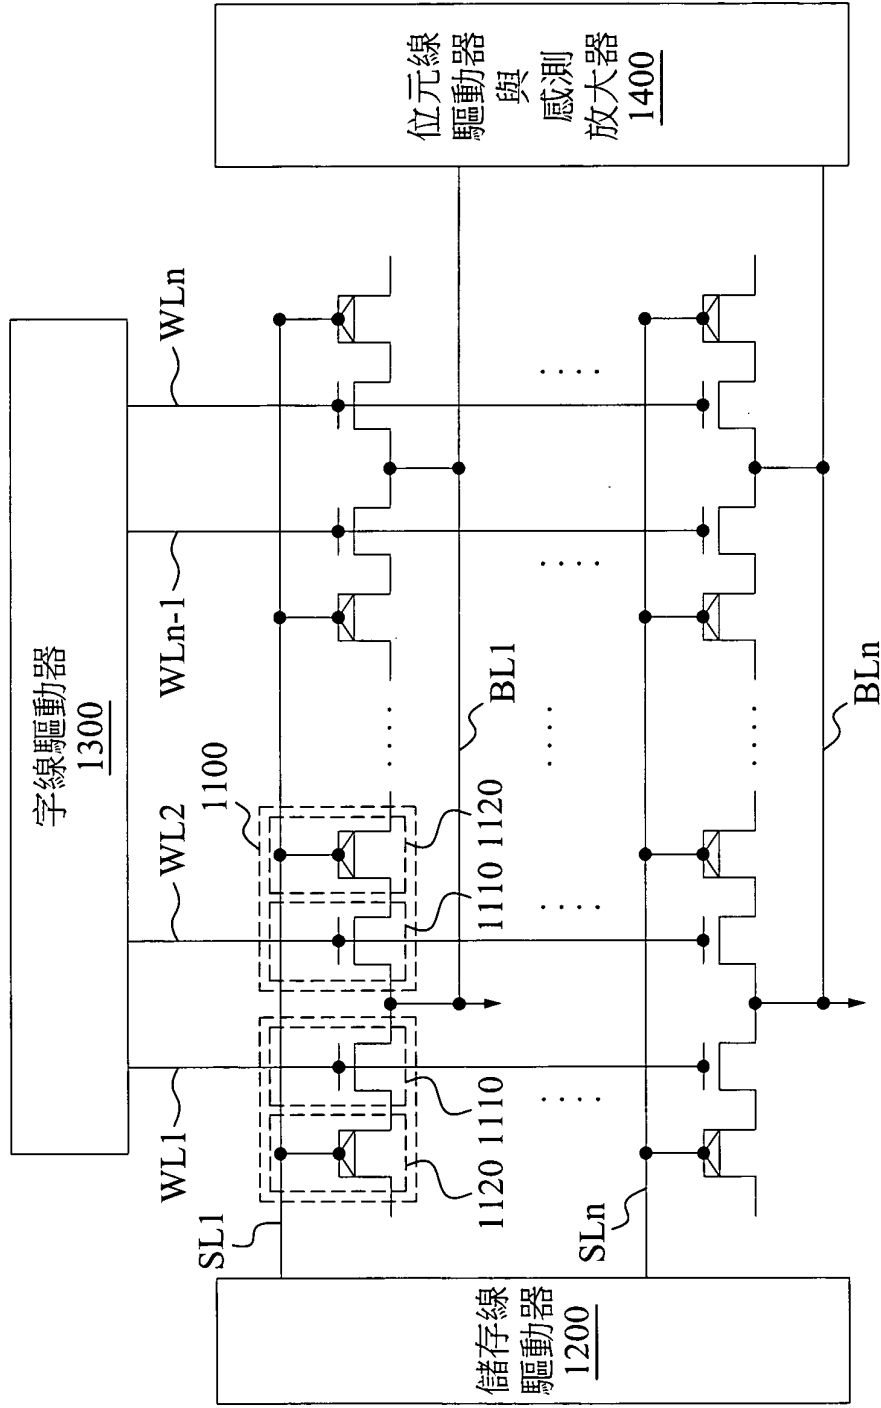 字線驅動器
1300
WL1
WL2
WLn-1
WLn
1100
SL1
1120
1110
1110
1120
BL1
SLn
BLn
儲存線
驅動器
1200
位元線
驅動器
與
感測
放大器
1400